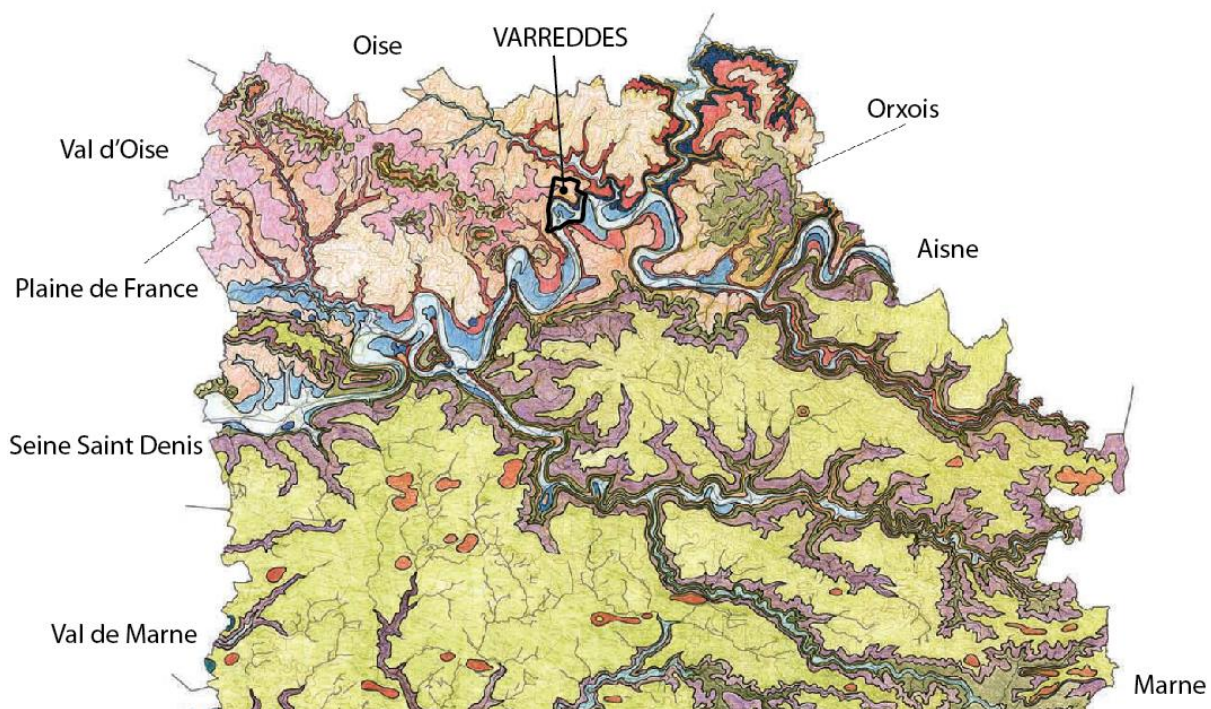 Oise
VARREDDES
Orxois
Val d'Oise
Aisne
Plaine de France
Seine Saint Denis
Val de Marne
Marne